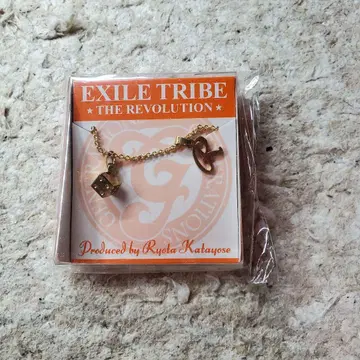 EXILE TRIBE
★ THE REVOLUTION ★
Produced by Ryota Katayose